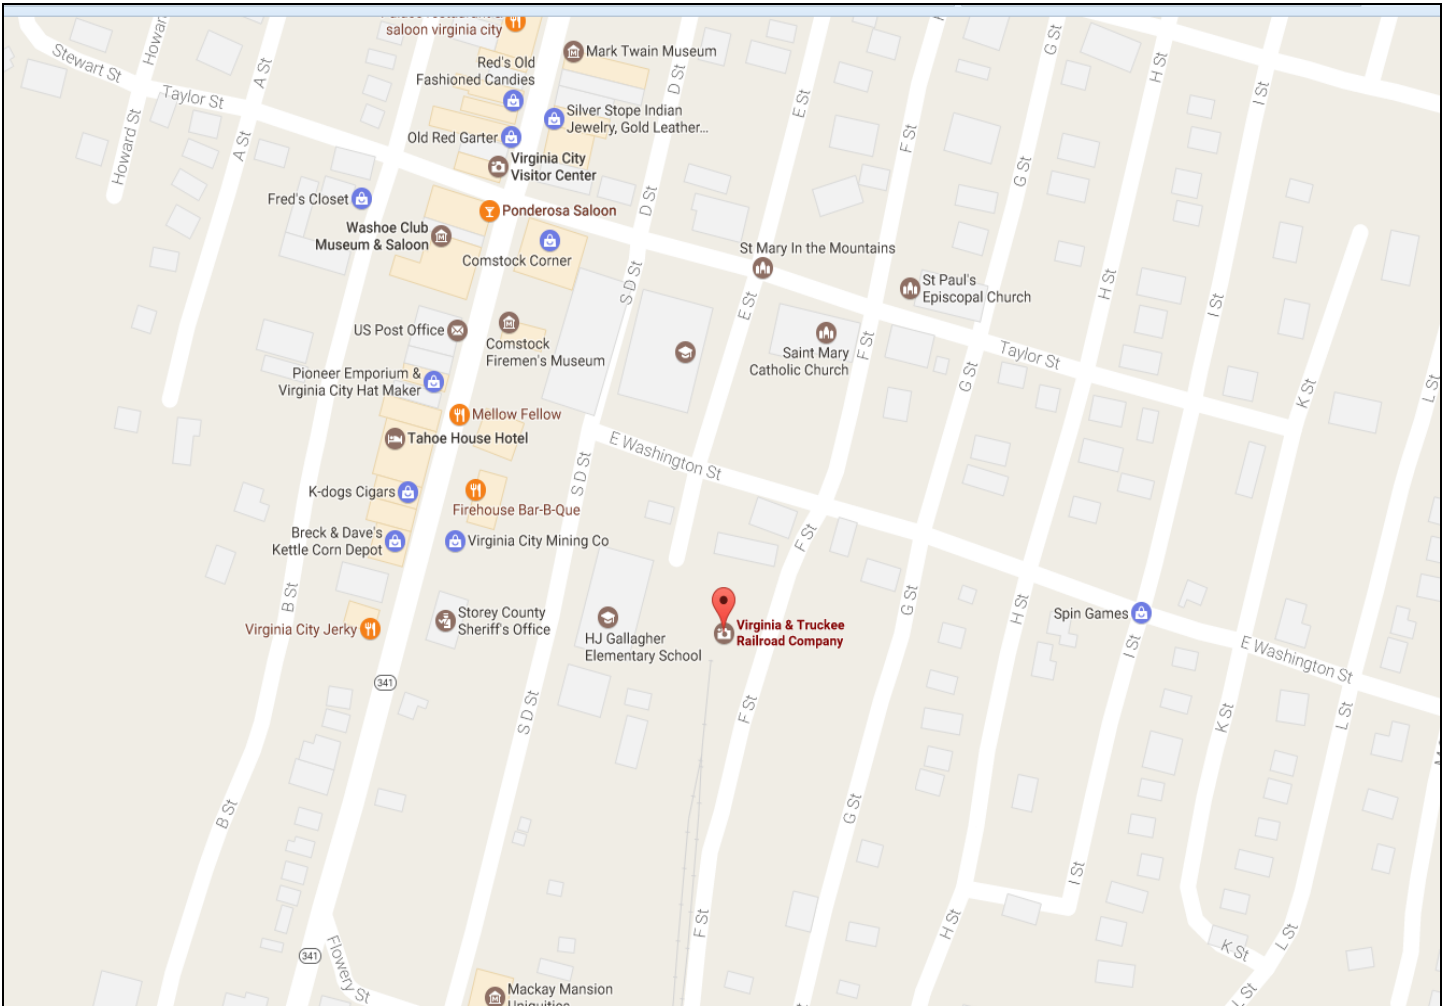 saloon virginia city
Mark Twain Museum
Red's Old
Fashioned Candies
Silver Stope Indian
Jewelry, Gold Leather...
Old Red Garter
Virginia City
Visitor Center
Fred's Closet
Ponderosa Saloon
Washoe Club
Museum & Saloon
Comstock Corner
St Mary In the Mountains
St Paul's
Episcopal Church
US Post Office
Comstock
Firemen's Museum
Saint Mary
Catholic Church
Pioneer Emporium &
Virginia City Hat Maker
Mellow Fellow
Tahoe House Hotel
K-dogs Cigars
Firehouse Bar-B-Que
Breck & Dave's
Kettle Corn Depot
Virginia City Mining Co
Virginia City Jerky
Storey County
Sheriff's Office
HJ Gallagher
Elementary School
Virginia & Truckee
Railroad Company
Spin Games
Mackay Mansion
Stewart St
Taylor St
Howard St
A St
A St
D St
D St
E St
F St
G St
G St
H St
I St
S D St
E St
F St
G St
H St
I St
Taylor St
K St
L St
E Washington St
S D St
F St
B St
G St
H St
I St
E Washington St
341
S D St
F St
K St
L St
B St
G St
I St
F St
H St
K St
L St
341
Flowery St
L St